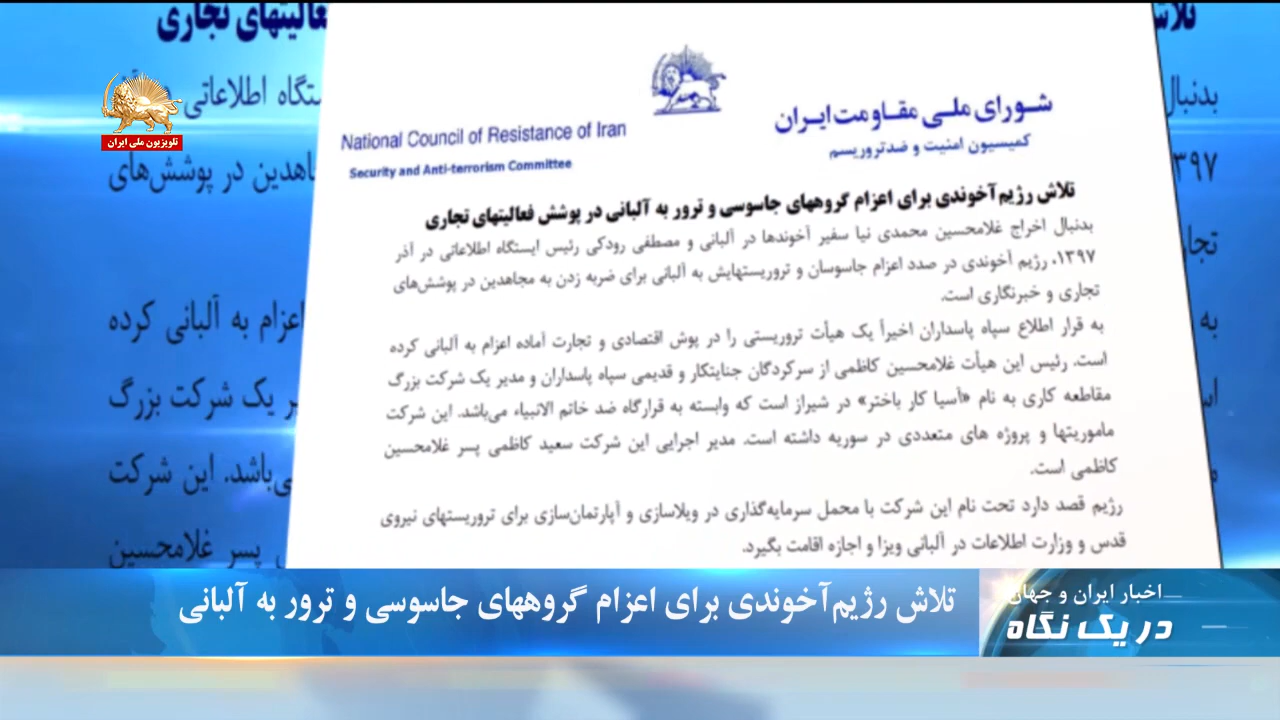 تلویزیون ملی ایران
National Council of Resistance of Iran
Security and Anti-terrorism Committee
شورای ملی مقاومت ایران
کمیسیون امنیت و ضدتروریسم
تلاش رژیم‌آخوندی برای اعزام گروههای جاسوسی و ترور به آلبانی در پوشش فعالیتهای تجاری
بدنبال اخراج غلامحسین محمدی نیا سفیر آخوندها در آلبانی و مصطفی رودکی رئیس ایستگاه اطلاعاتی در آذر
۱۳۹۷، رژیم آخوندی در صدد اعزام جاسوسان و تروریستهایش به آلبانی برای ضربه زدن به مجاهدین در پوشش‌های
تجاری و خبرنگاری است.
به قرار اطلاع سپاه پاسداران اخیراً یک هیأت تروریستی را در پوش اقتصادی و تجارت آماده اعزام به آلبانی کرده
است. رئیس این هیأت غلامحسین کاظمی از سرکردگان جنایتکار و قدیمی سپاه پاسداران و مدیر یک شرکت بزرگ
مقاطعه کاری به نام «آسیا کار باختر» در شیراز است که وابسته به قرارگاه ضد خاتم الانبیاء می‌باشد. این شرکت
ماموریتها و پروژه های متعددی در سوریه داشته است. مدیر اجرایی این شرکت سعید کاظمی پسر غلامحسین
کاظمی است.
رژیم قصد دارد تحت نام این شرکت با محمل سرمایه‌گذاری در ویلاسازی و آپارتمان‌سازی برای تروریستهای نیروی
قدس و وزارت اطلاعات در آلبانی ویزا و اجازه اقامت بگیرد.
اخبار ایران و جهان
در یک نگاه
تلاش رژیم‌آخوندی برای اعزام گروههای جاسوسی و ترور به آلبانی